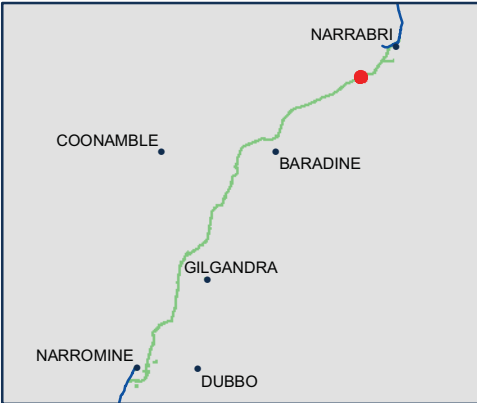 NARRABRI
COONAMBLE
BARADINE
GILGANDRA
NARROMINE
DUBBO